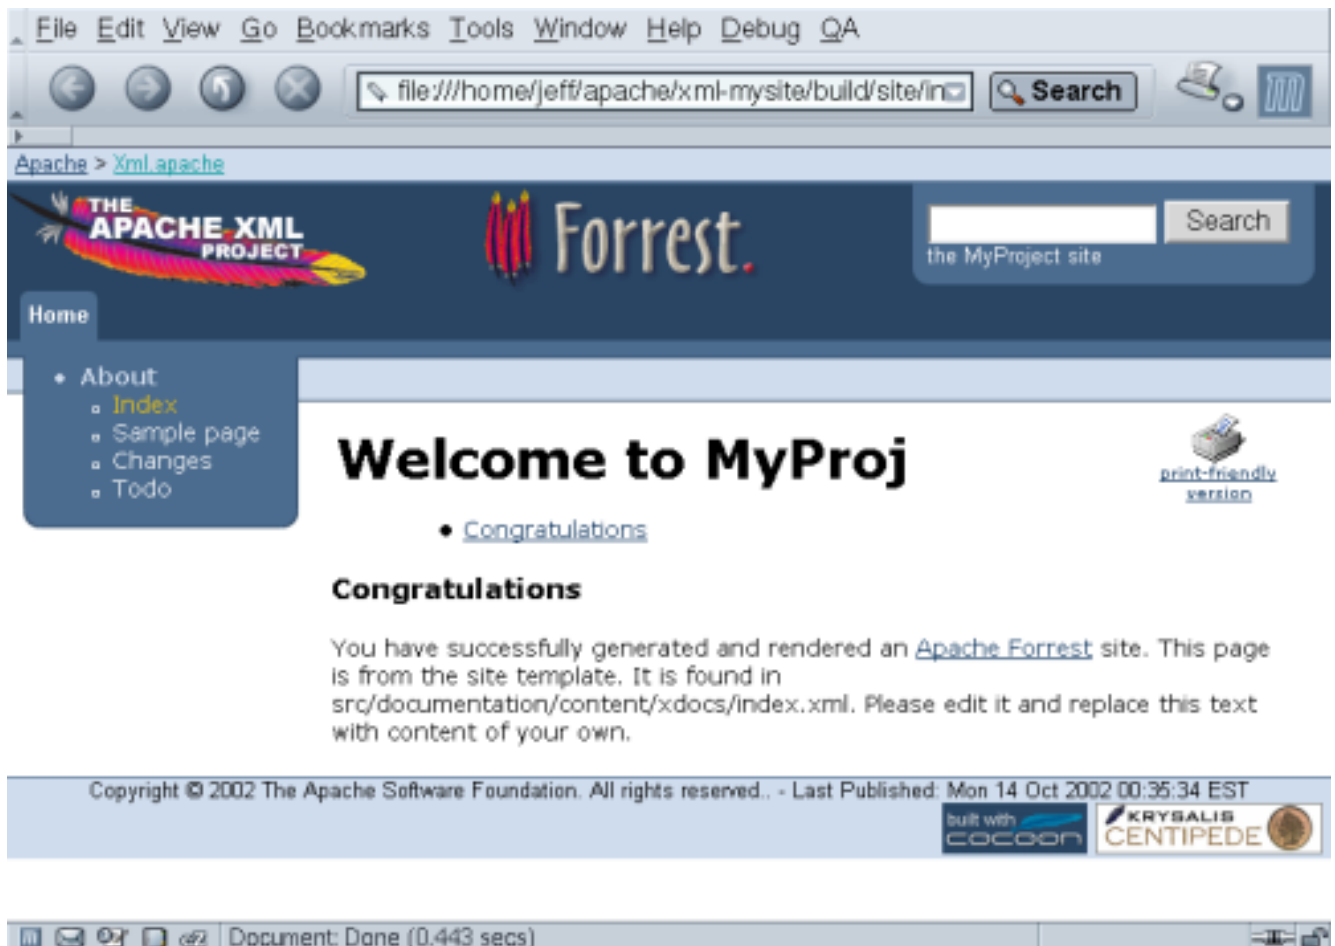 File Edit View Go Bookmarks Tools Window Help Debug QA
file:///home/jeff/apache/xml-mysite/build/site/in
Search
Apache > Xml.apache
THE
APACHE XML
PROJECT
Forrest.
Search
the MyProject site
Home
About
Index
Sample page
Changes
Todo
Welcome to MyProj
print-friendly
version
Congratulations
Congratulations
You have successfully generated and rendered an Apache Forrest site. This page
is from the site template. It is found in
src/documentation/content/xdocs/index.xml. Please edit it and replace this text
with content of your own.
Copyright © 2002 The Apache Software Foundation. All rights reserved.. - Last Published: Mon 14 Oct 2002 00:35:34 EST
built with
cocoon
KRYSALIS
CENTIPEDE
Document: Done (0.443 secs)